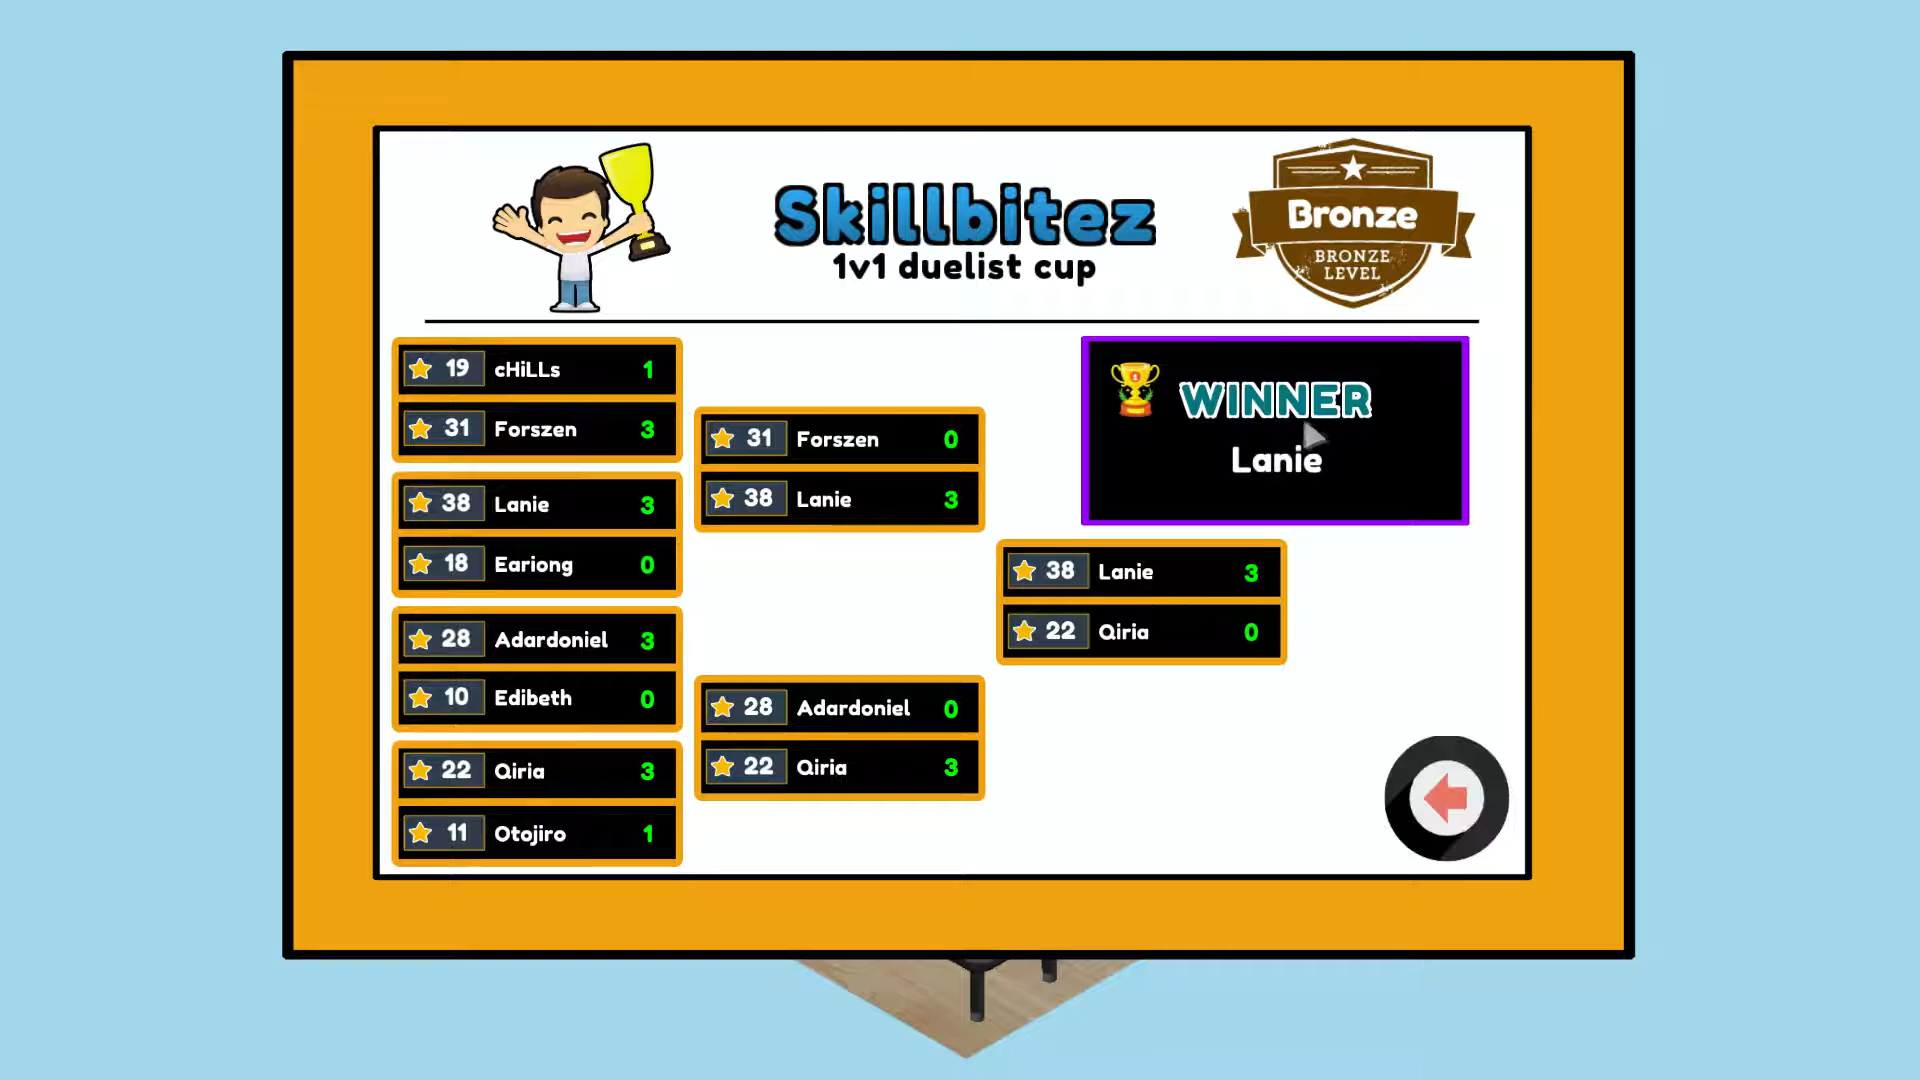 Skillbitez
1v1 duelist cup
Bronze
BRONZE
LEVEL
19 cHiLLs 1
31 Forszen 3
38 Lanie 3
18 Eariong 0
28 Adardoniel 3
10 Edibeth 0
22 Qiria 3
11 Otojiro 1
31 Forszen 0
38 Lanie 3
28 Adardoniel 0
22 Qiria 3
38 Lanie 3
22 Qiria 0
WINNER
Lanie